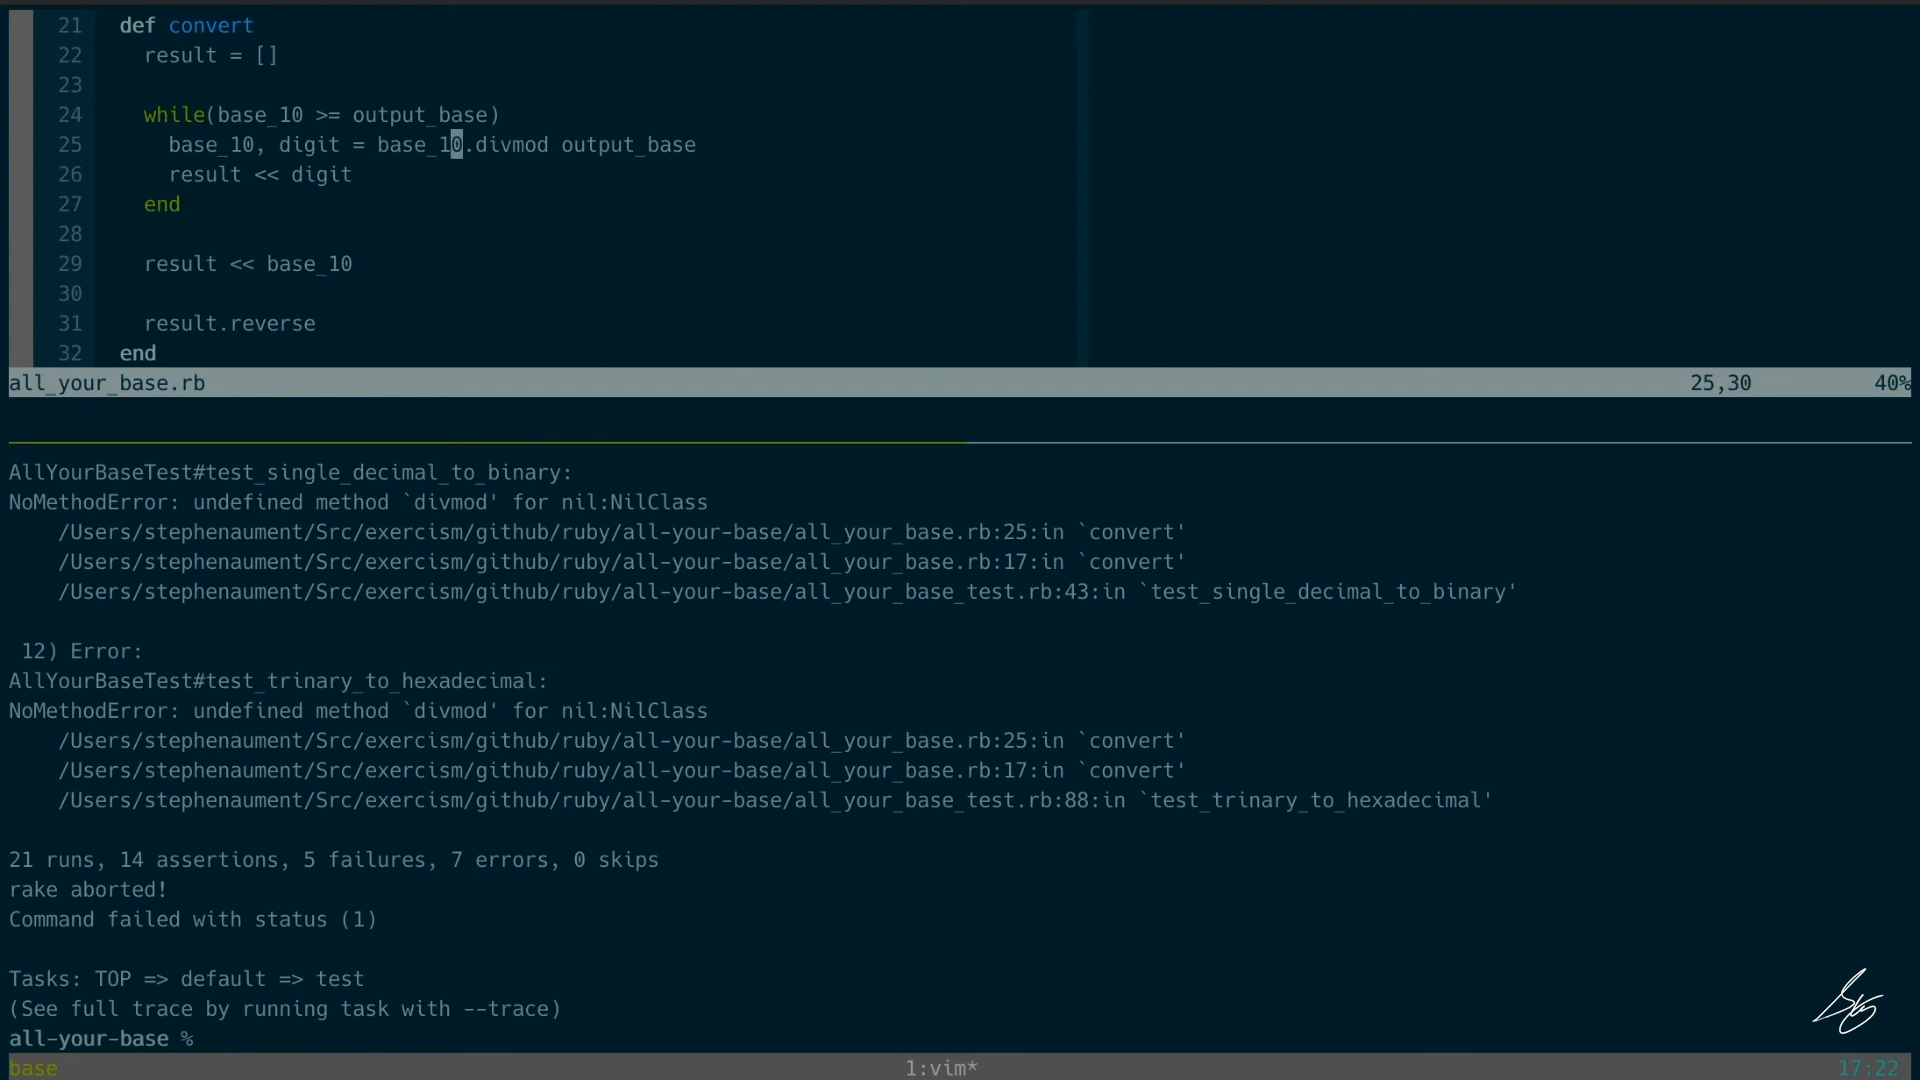 21 def convert
22 result = []
23
24 while(base_10 >= output_base)
25 base_10, digit = base_10.divmod output_base
26 result << digit
27 end
28
29 result << base_10
30
31 result.reverse
32 end
all_your_base.rb 25,30 40%
AllYourBaseTest#test_single_decimal_to_binary:
NoMethodError: undefined method `divmod' for nil:NilClass
/Users/stephenaument/Src/exercism/github/ruby/all-your-base/all_your_base.rb:25:in `convert'
/Users/stephenaument/Src/exercism/github/ruby/all-your-base/all_your_base.rb:17:in `convert'
/Users/stephenaument/Src/exercism/github/ruby/all-your-base/all_your_base_test.rb:43:in `test_single_decimal_to_binary'
12) Error:
AllYourBaseTest#test_trinary_to_hexadecimal:
NoMethodError: undefined method `divmod' for nil:NilClass
/Users/stephenaument/Src/exercism/github/ruby/all-your-base/all_your_base.rb:25:in `convert'
/Users/stephenaument/Src/exercism/github/ruby/all-your-base/all_your_base.rb:17:in `convert'
/Users/stephenaument/Src/exercism/github/ruby/all-your-base/all_your_base_test.rb:88:in `test_trinary_to_hexadecimal'
21 runs, 14 assertions, 5 failures, 7 errors, 0 skips
rake aborted!
Command failed with status (1)
Tasks: TOP => default => test
(See full trace by running task with --trace)
all-your-base %
base 1:vim* 17:22